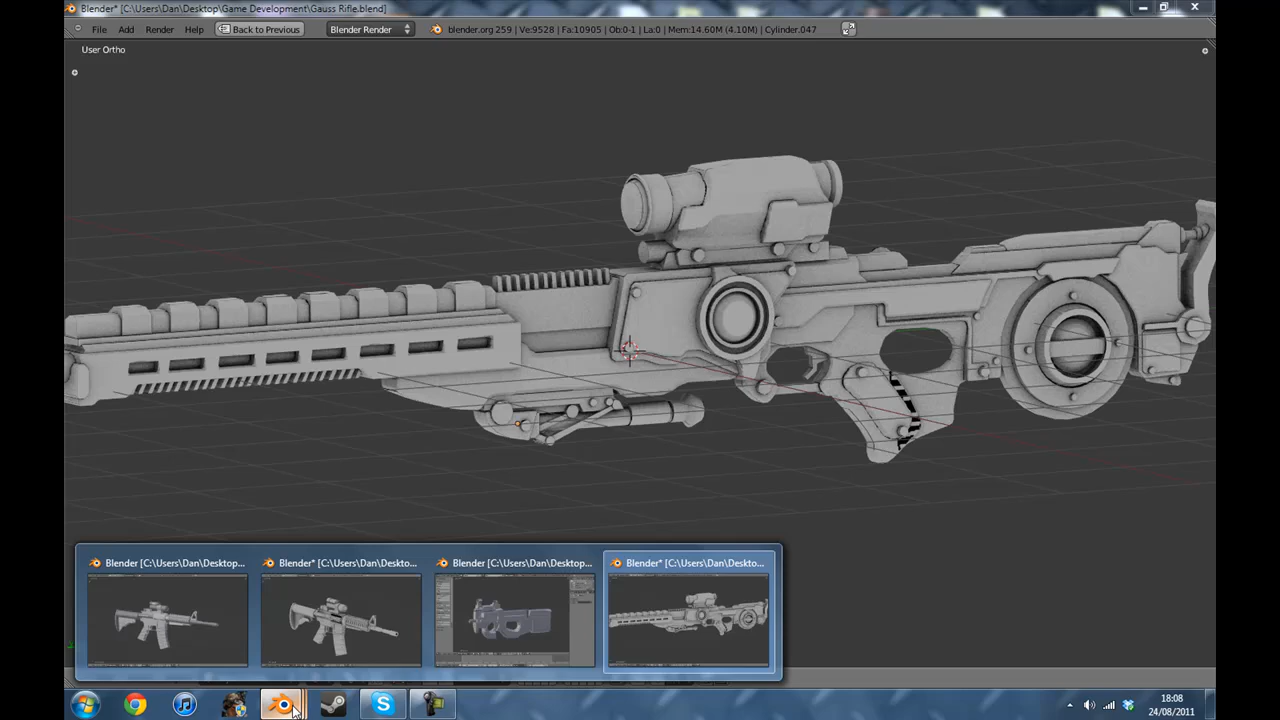 Blender* [C:\Users\Dan\Desktop\Game Development\Gauss Rifle.blend]
File Add Render Help Back to Previous Blender Render blender.org 259 | Ve:9528 | Fa:10905 | Ob:0-1 | La:0 | Mem:14.60M (4.10M) | Cylinder.047
User Ortho
Blender [C:\Users\Dan\Desktop... Blender* [C:\Users\Dan\Deskto... Blender [C:\Users\Dan\Desktop... Blender* [C:\Users\Dan\Deskto...
18:08
24/08/2011